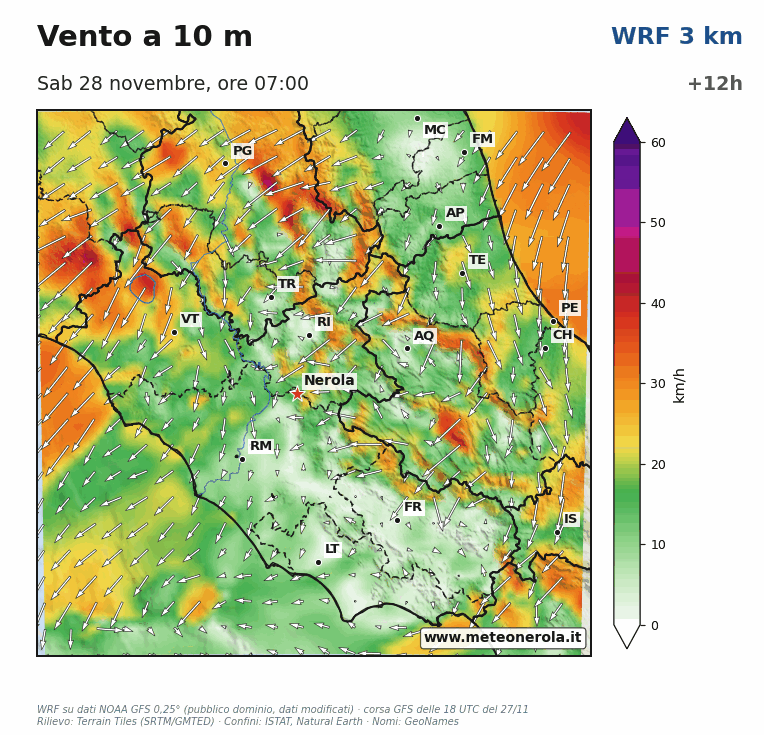 Vento a 10 m
WRF 3 km
Sab 28 novembre, ore 07:00
+12h
MC
FM
PG
AP
TE
TR
PE
VT
RI
AQ
CH
Nerola
RM
FR
IS
LT
www.meteonerola.it
60
50
40
30
20
10
0
km/h
WRF su dati NOAA GFS 0,25° (pubblico dominio, dati modificati) · corsa GFS delle 18 UTC del 27/11
Rilievo: Terrain Tiles (SRTM/GMTED) · Confini: ISTAT, Natural Earth · Nomi: GeoNames